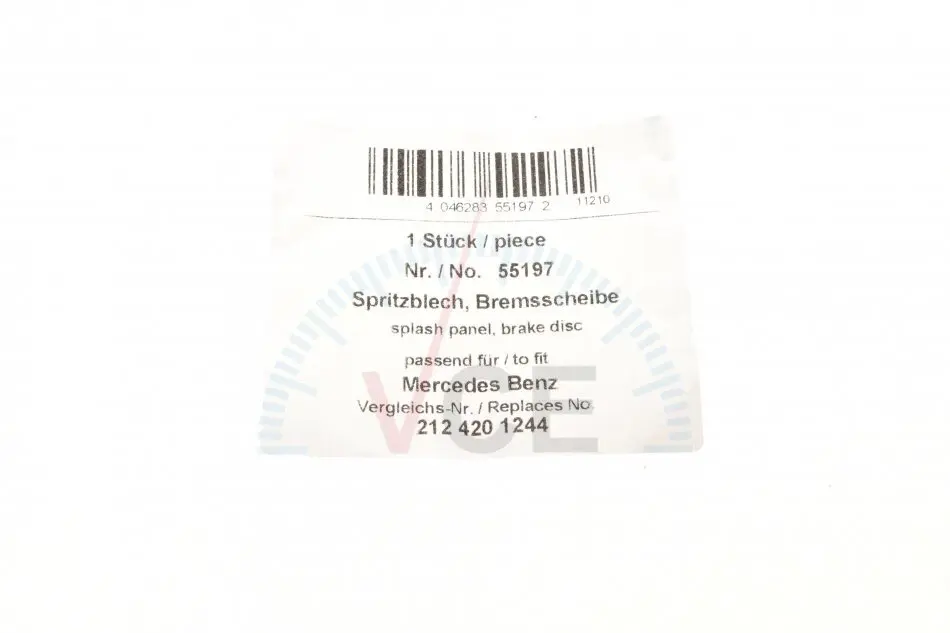 4 046283 55197 2
11210
1 Stück / piece
Nr. / No. 55197
Spritzblech, Bremsscheibe
splash panel, brake disc
passend für / to fit
Mercedes Benz
Vergleichs-Nr. / Replaces No
212 420 1244
VCE